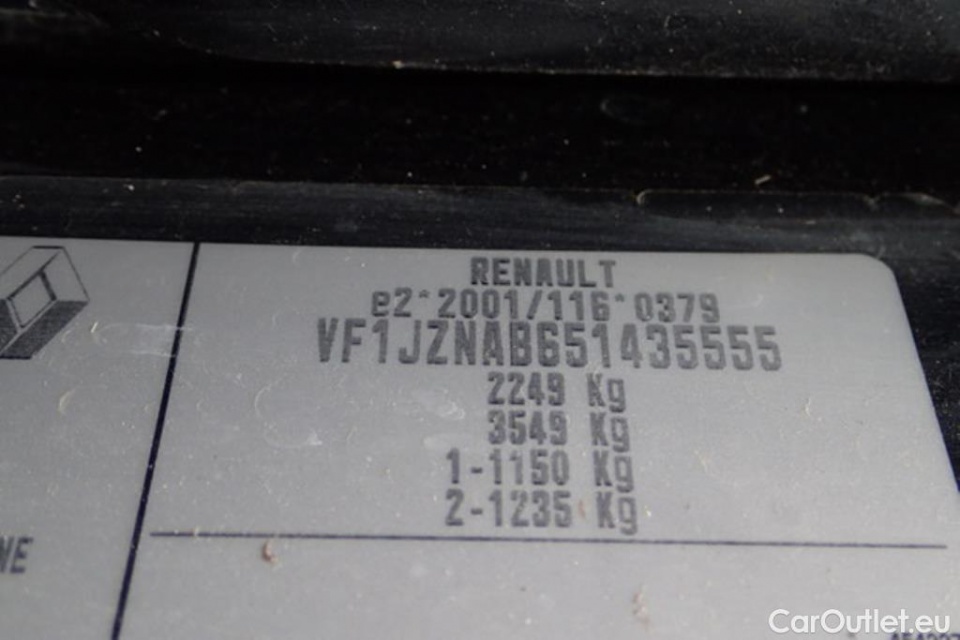 RENAULT
e2*2001/116*0379
VF1JZNAB651435555
2249 Kg
3549 Kg
1-1150 Kg
2-1235 Kg
NE
CarOutlet.eu